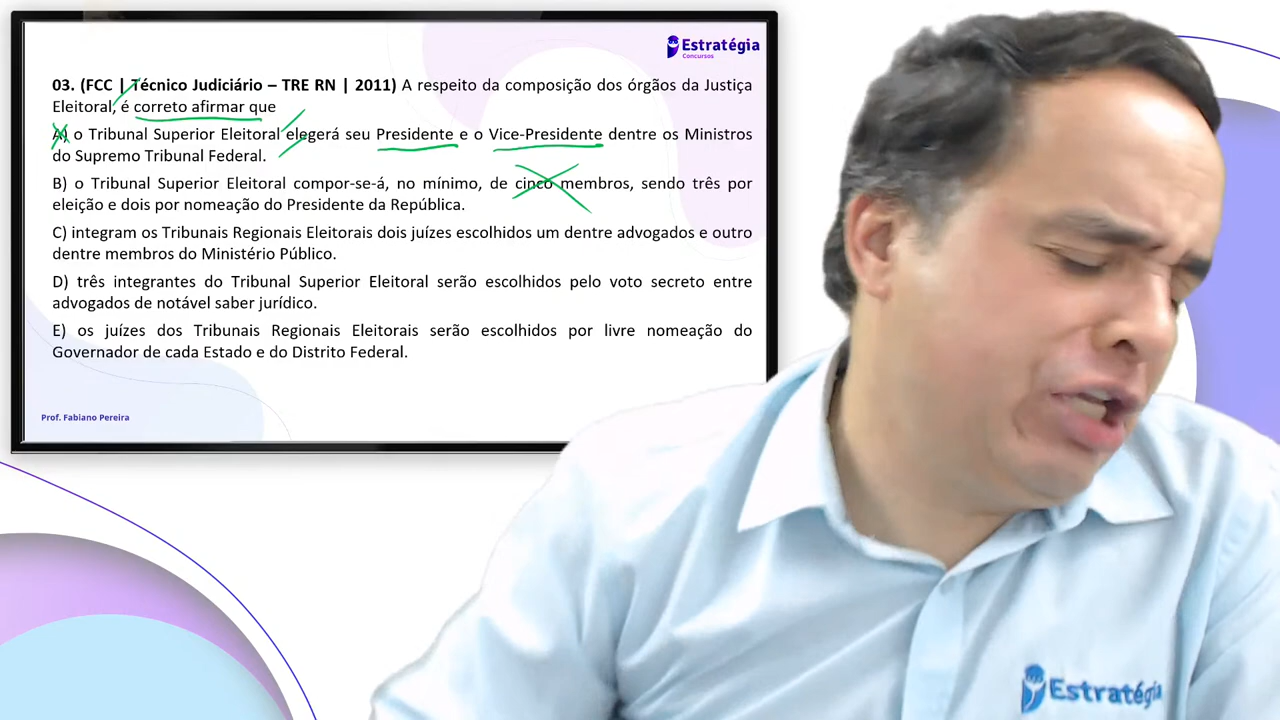 Estratégia
Concursos
03. (FCC | Técnico Judiciário – TRE RN | 2011) A respeito da composição dos órgãos da Justiça
Eleitoral, é correto afirmar que
A) o Tribunal Superior Eleitoral elegerá seu Presidente e o Vice-Presidente dentre os Ministros
do Supremo Tribunal Federal.
B) o Tribunal Superior Eleitoral compor-se-á, no mínimo, de cinco membros, sendo três por
eleição e dois por nomeação do Presidente da República.
C) integram os Tribunais Regionais Eleitorais dois juízes escolhidos um dentre advogados e outro
dentre membros do Ministério Público.
D) três integrantes do Tribunal Superior Eleitoral serão escolhidos pelo voto secreto entre
advogados de notável saber jurídico.
E) os juízes dos Tribunais Regionais Eleitorais serão escolhidos por livre nomeação do
Governador de cada Estado e do Distrito Federal.
Prof. Fabiano Pereira
Estratégia